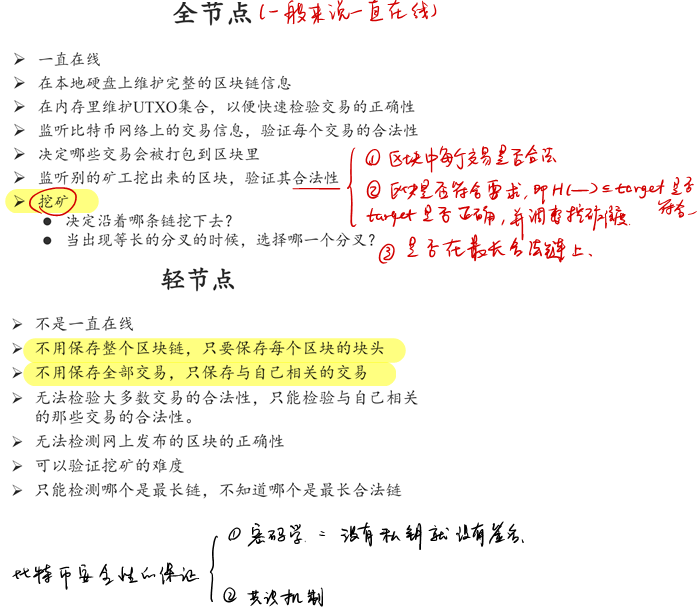 全节点 (一般来说一直在线)
➢ 一直在线
➢ 在本地硬盘上维护完整的区块链信息
➢ 在内存里维护UTXO集合，以便快速检验交易的正确性
➢ 监听比特币网络上的交易信息，验证每个交易的合法性
➢ 决定哪些交易会被打包到区块里
➢ 监听别的矿工挖出来的区块，验证其合法性
① 区块中每个交易是否合法
② 区块是否符合要求，即H(—)≤target是否符合
target是否正确，并调整挖矿难度
③ 是否在最长合法链上.
➢ 挖矿
● 决定沿着哪条链挖下去？
● 当出现等长的分叉的时候，选择哪一个分叉？
轻节点
➢ 不是一直在线
➢ 不用保存整个区块链，只要保存每个区块的块头
➢ 不用保存全部交易，只保存与自己相关的交易
➢ 无法检验大多数交易的合法性，只能检验与自己相关
的那些交易的合法性。
➢ 无法检测网上发布的区块的正确性
➢ 可以验证挖矿的难度
➢ 只能检测哪个是最长链，不知道哪个是最长合法链
比特币安全性的保证
① 密码学 = 没有私钥就没有签名.
② 共识机制